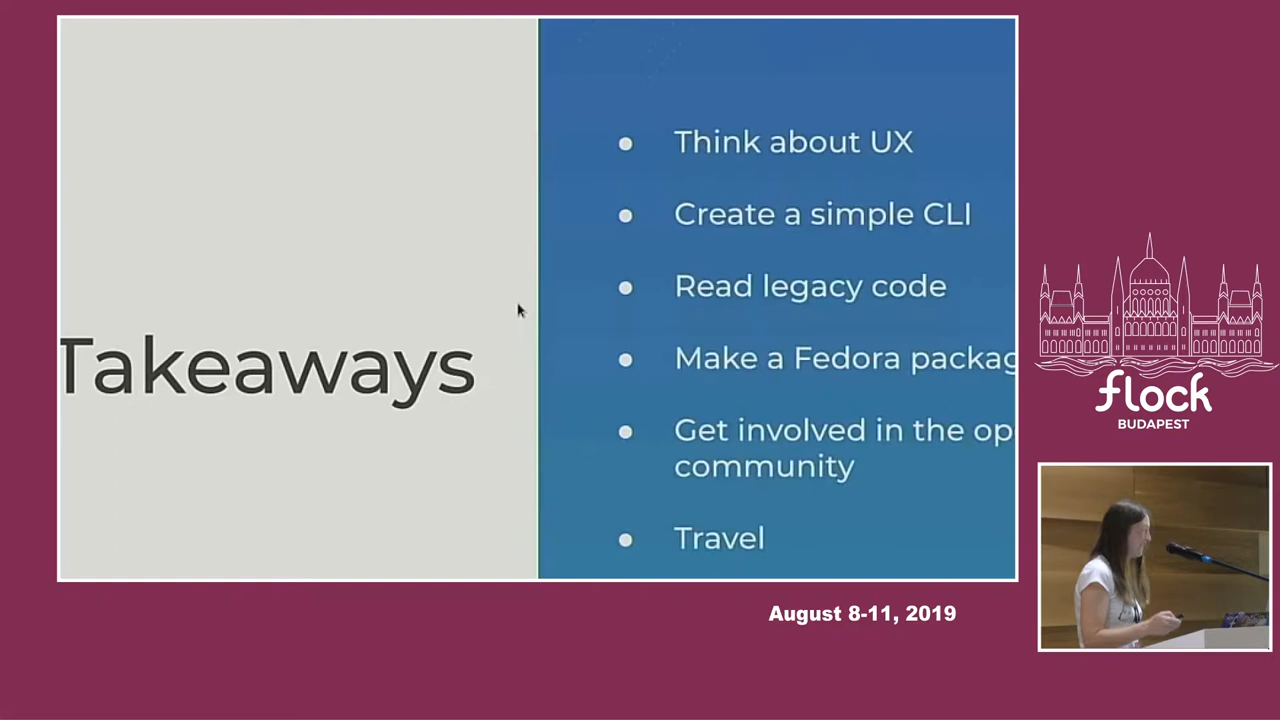 Takeaways
Think about UX
Create a simple CLI
Read legacy code
Make a Fedora packag
Get involved in the op
community
Travel
flock
BUDAPEST
August 8-11, 2019